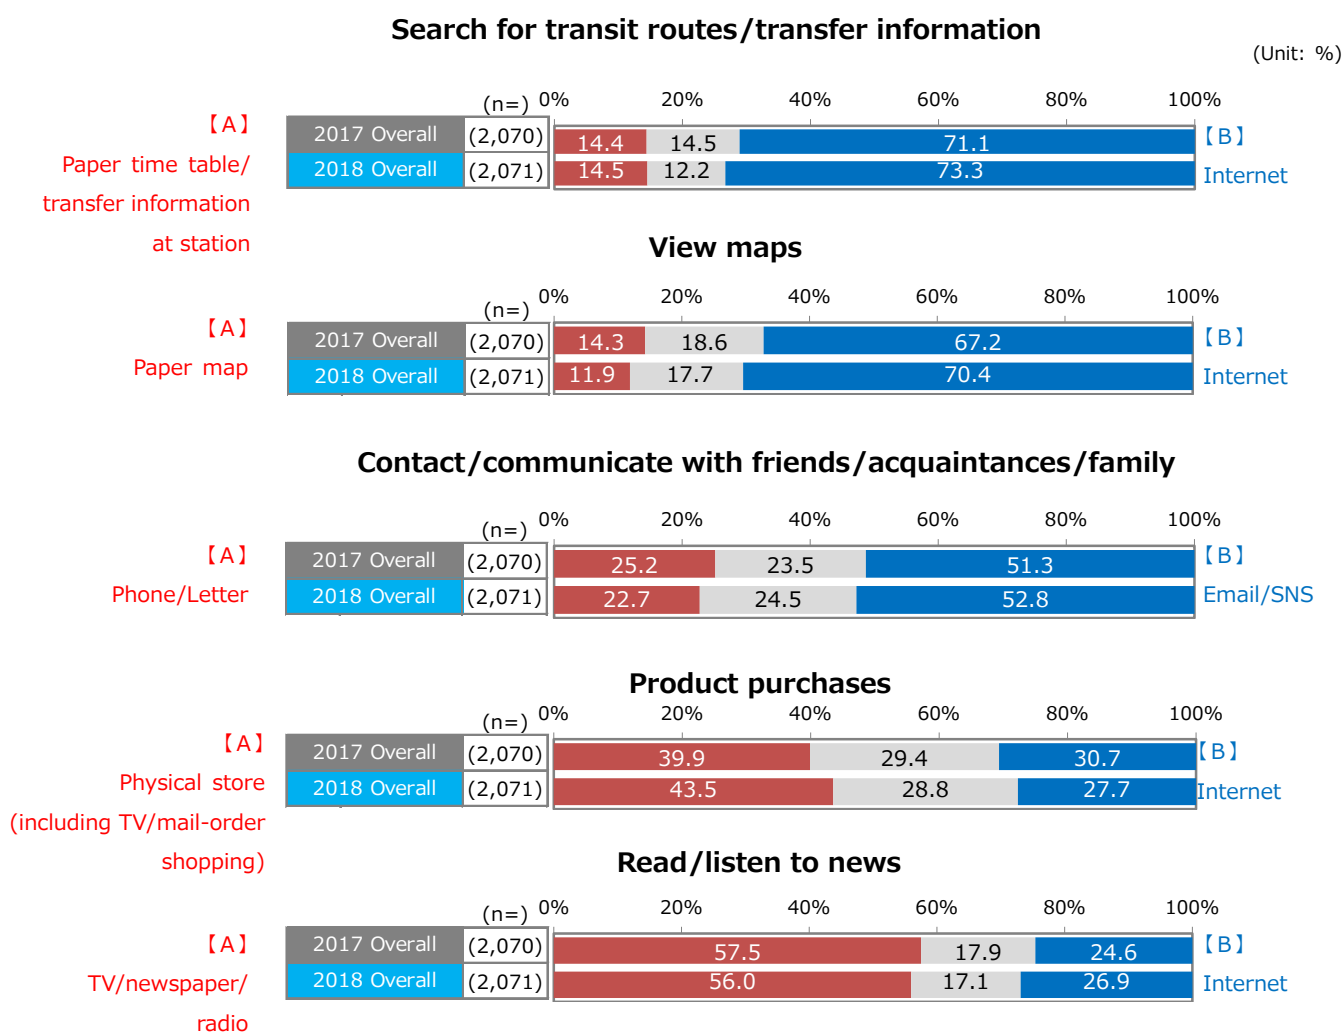 Search for transit routes/transfer information
(Unit: %)
(n=) 0% 20% 40% 60% 80% 100%
【A】
Paper time table/
transfer information
at station
2017 Overall (2,070) 14.4 14.5 71.1
2018 Overall (2,071) 14.5 12.2 73.3
【B】
Internet
View maps
(n=) 0% 20% 40% 60% 80% 100%
【A】
Paper map
2017 Overall (2,070) 14.3 18.6 67.2
2018 Overall (2,071) 11.9 17.7 70.4
【B】
Internet
Contact/communicate with friends/acquaintances/family
(n=) 0% 20% 40% 60% 80% 100%
【A】
Phone/Letter
2017 Overall (2,070) 25.2 23.5 51.3
2018 Overall (2,071) 22.7 24.5 52.8
【B】
Email/SNS
Product purchases
(n=) 0% 20% 40% 60% 80% 100%
【A】
Physical store
(including TV/mail-order
shopping)
2017 Overall (2,070) 39.9 29.4 30.7
2018 Overall (2,071) 43.5 28.8 27.7
【B】
Internet
Read/listen to news
(n=) 0% 20% 40% 60% 80% 100%
【A】
TV/newspaper/
radio
2017 Overall (2,070) 57.5 17.9 24.6
2018 Overall (2,071) 56.0 17.1 26.9
【B】
Internet